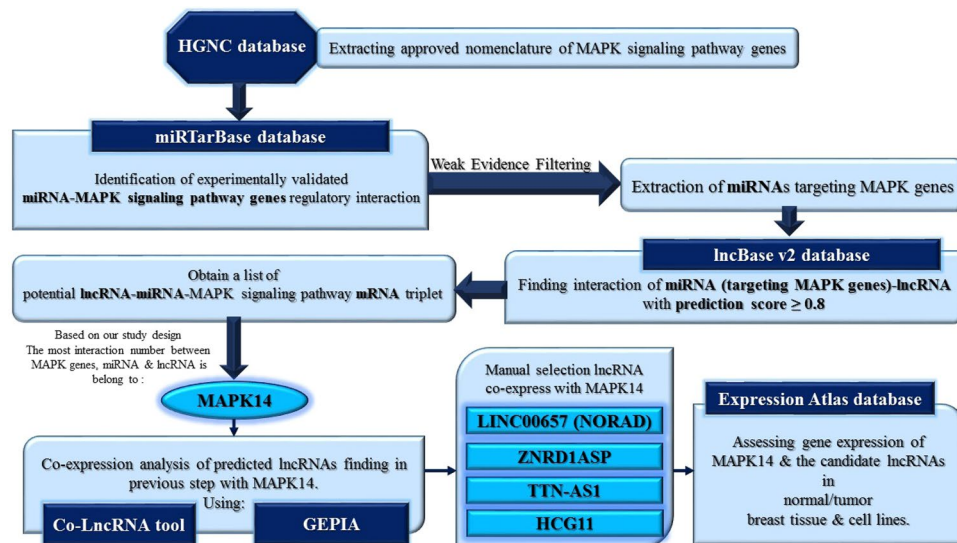 HGNC database
Extracting approved nomenclature of MAPK signaling pathway genes
miRTarBase database
Identification of experimentally validated
miRNA-MAPK signaling pathway genes regulatory interaction
Weak Evidence Filtering
Extraction of miRNAs targeting MAPK genes
lncBase v2 database
Finding interaction of miRNA (targeting MAPK genes)-lncRNA
with prediction score ≥ 0.8
Obtain a list of
potential lncRNA-miRNA-MAPK signaling pathway mRNA triplet
Based on our study design
The most interaction number between
MAPK genes, miRNA & lncRNA is
belong to :
MAPK14
Co-expression analysis of predicted lncRNAs finding in
previous step with MAPK14.
Using:
Co-LncRNA tool
GEPIA
Manual selection lncRNA
co-express with MAPK14
LINC00657 (NORAD)
ZNRD1ASP
TTN-AS1
HCG11
Expression Atlas database
Assessing gene expression of
MAPK14 & the candidate lncRNAs
in
normal/tumor
breast tissue & cell lines.